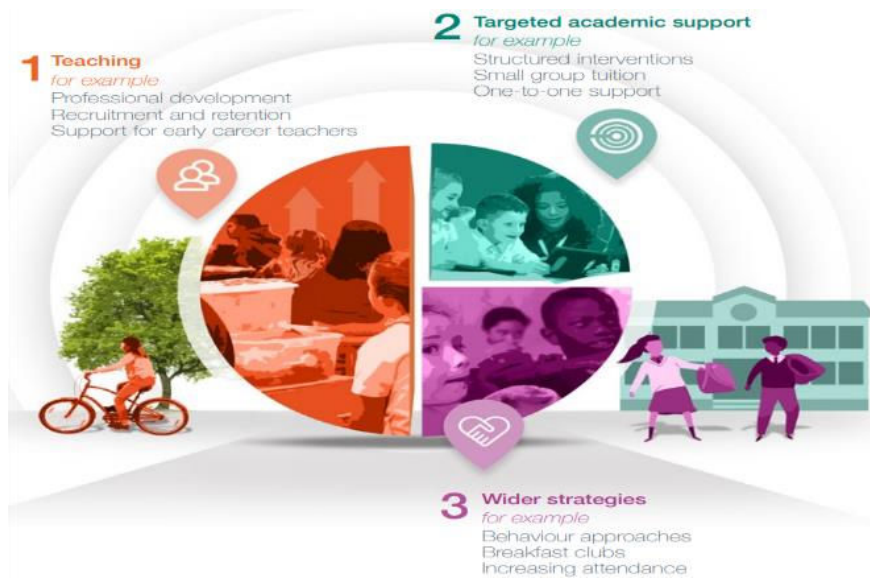 1 Teaching
for example
Professional development
Recruitment and retention
Support for early career teachers
2 Targeted academic support
for example
Structured interventions
Small group tuition
One-to-one support
3 Wider strategies
for example
Behaviour approaches
Breakfast clubs
Increasing attendance